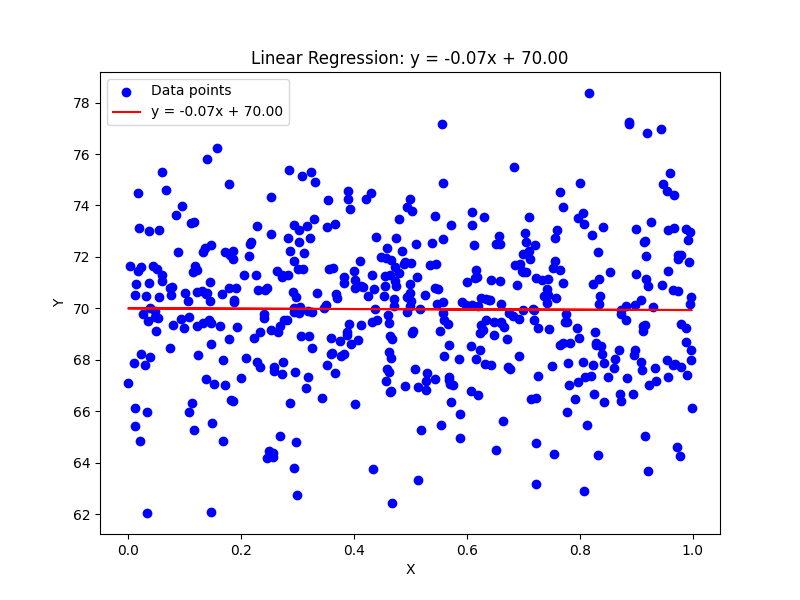 Linear Regression: y = -0.07x + 70.00
Data points
y = -0.07x + 70.00
78
76
74
72
70
68
66
64
62
Y
0.0 0.2 0.4 0.6 0.8 1.0
X